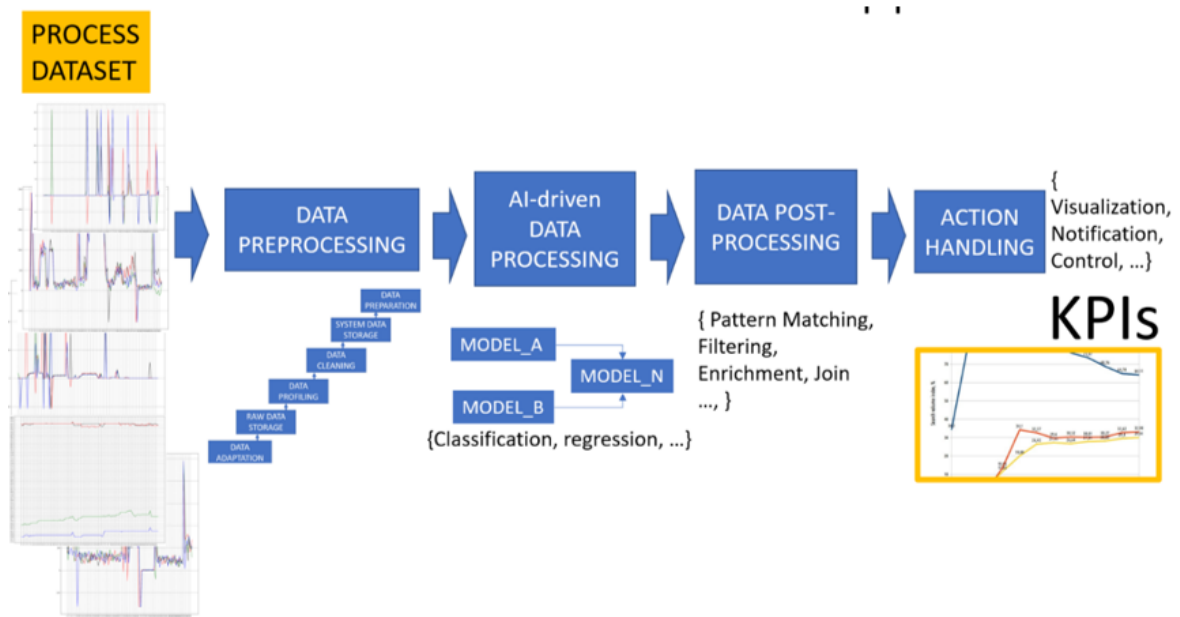 PROCESS
DATASET
DATA
PREPROCESSING
AI-driven
DATA
PROCESSING
DATA POST-
PROCESSING
ACTION
HANDLING
{
Visualization,
Notification,
Control, ...}
DATA
PREPARATION
SYSTEM DATA
STORAGE
DATA
CLEANING
DATA
PROFILING
RAW DATA
STORAGE
DATA
ADAPTATION
MODEL_A
MODEL_B
MODEL_N
{Classification, regression, ...}
{ Pattern Matching,
Filtering,
Enrichment, Join
..., }
KPIs